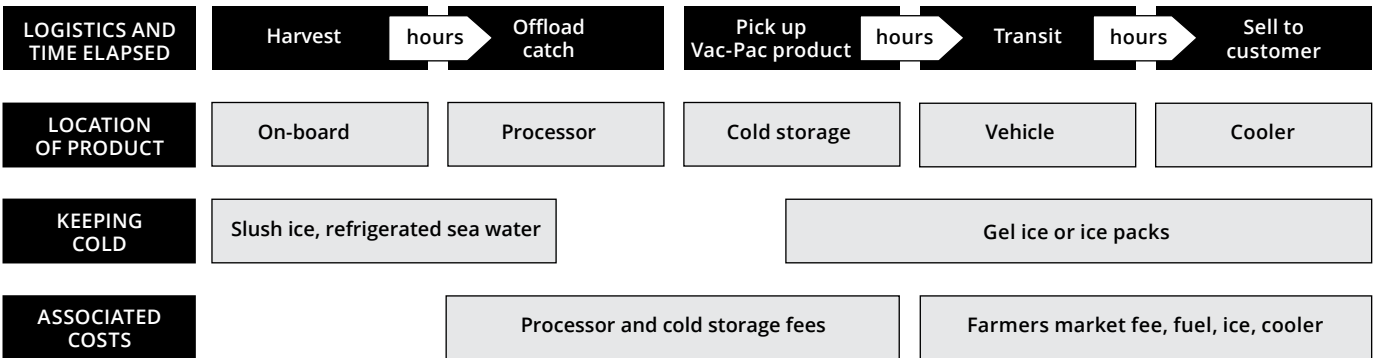 LOGISTICS AND
TIME ELAPSED
Harvest
hours
Offload
catch
Pick up
Vac-Pac product
hours
Transit
hours
Sell to
customer
LOCATION
OF PRODUCT
On-board
Processor
Cold storage
Vehicle
Cooler
KEEPING
COLD
Slush ice, refrigerated sea water
Gel ice or ice packs
ASSOCIATED
COSTS
Processor and cold storage fees
Farmers market fee, fuel, ice, cooler